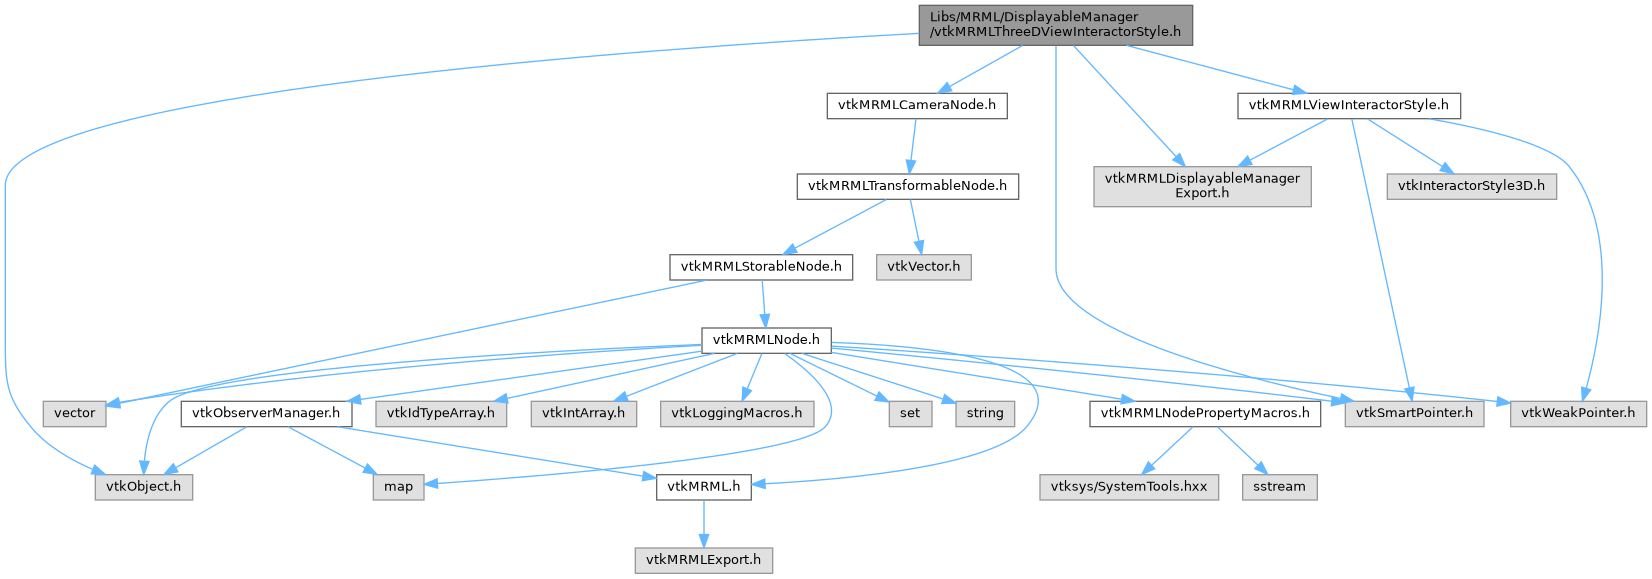 Libs/MRML/DisplayableManager
/vtkMRMLThreeDViewInteractorStyle.h
vtkMRMLCameraNode.h
vtkMRMLViewInteractorStyle.h
vtkMRMLTransformableNode.h
vtkMRMLDisplayableManager
Export.h
vtkInteractorStyle3D.h
vtkMRMLStorableNode.h
vtkVector.h
vtkMRMLNode.h
vector
vtkObserverManager.h
vtkIdTypeArray.h
vtkIntArray.h
vtkLoggingMacros.h
set
string
vtkMRMLNodePropertyMacros.h
vtkSmartPointer.h
vtkWeakPointer.h
vtkObject.h
map
vtkMRML.h
vtksys/SystemTools.hxx
sstream
vtkMRMLExport.h